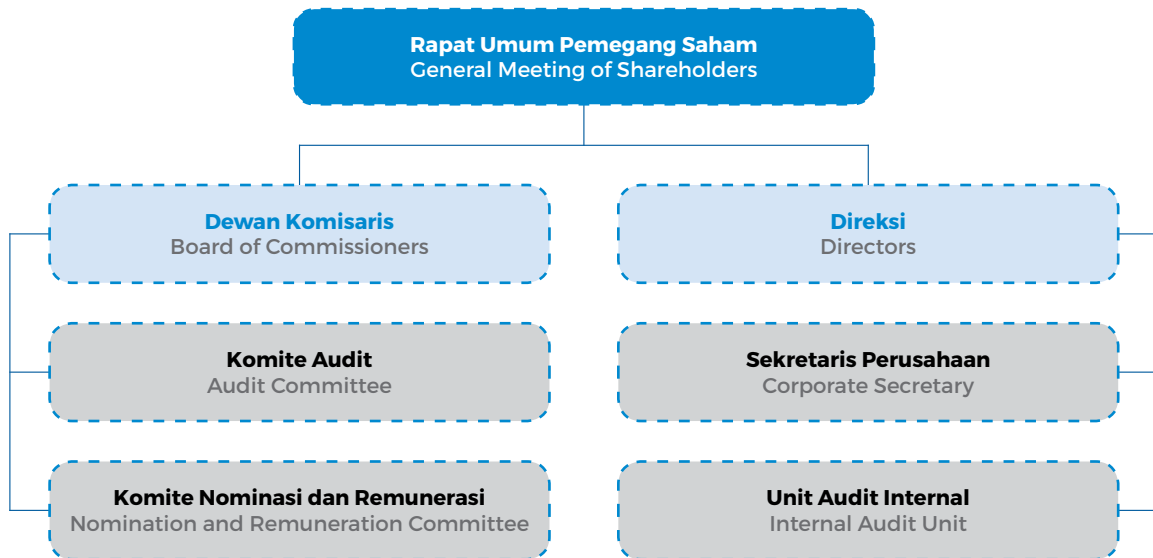 Rapat Umum Pemegang Saham
General Meeting of Shareholders
Dewan Komisaris
Board of Commissioners
Direksi
Directors
Komite Audit
Audit Committee
Sekretaris Perusahaan
Corporate Secretary
Komite Nominasi dan Remunerasi
Nomination and Remuneration Committee
Unit Audit Internal
Internal Audit Unit